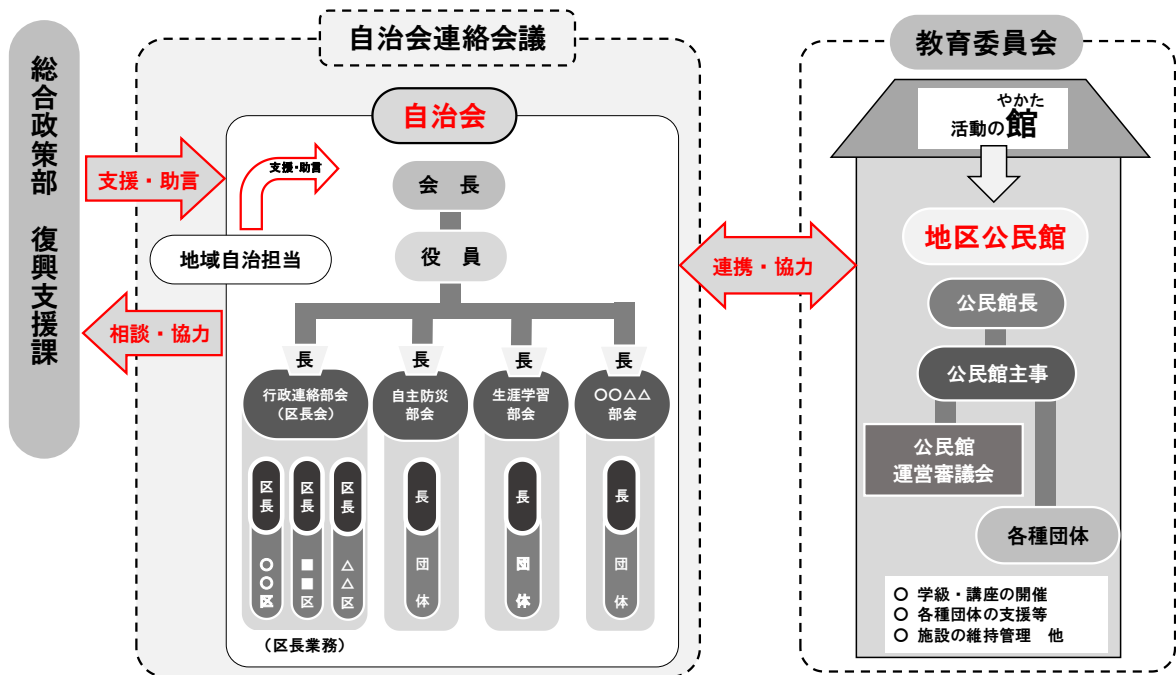 総合政策部　復興支援課
自治会連絡会議
自治会
支援・助言
支援・助言
地域自治担当
相談・協力
会　長
役　員
長
長
長
長
行政連絡部会
（区長会）
自主防災
部会
生涯学習
部会
〇〇△△
部会
区長
区長
区長
長
長
長
〇〇区
■■区
△△区
団体
団体
団体
（区長業務）
連携・協力
教育委員会
やかた
活動の館
地区公民館
公民館長
公民館主事
公民館
運営審議会
各種団体
〇 学級・講座の開催
〇 各種団体の支援等
〇 施設の維持管理　他